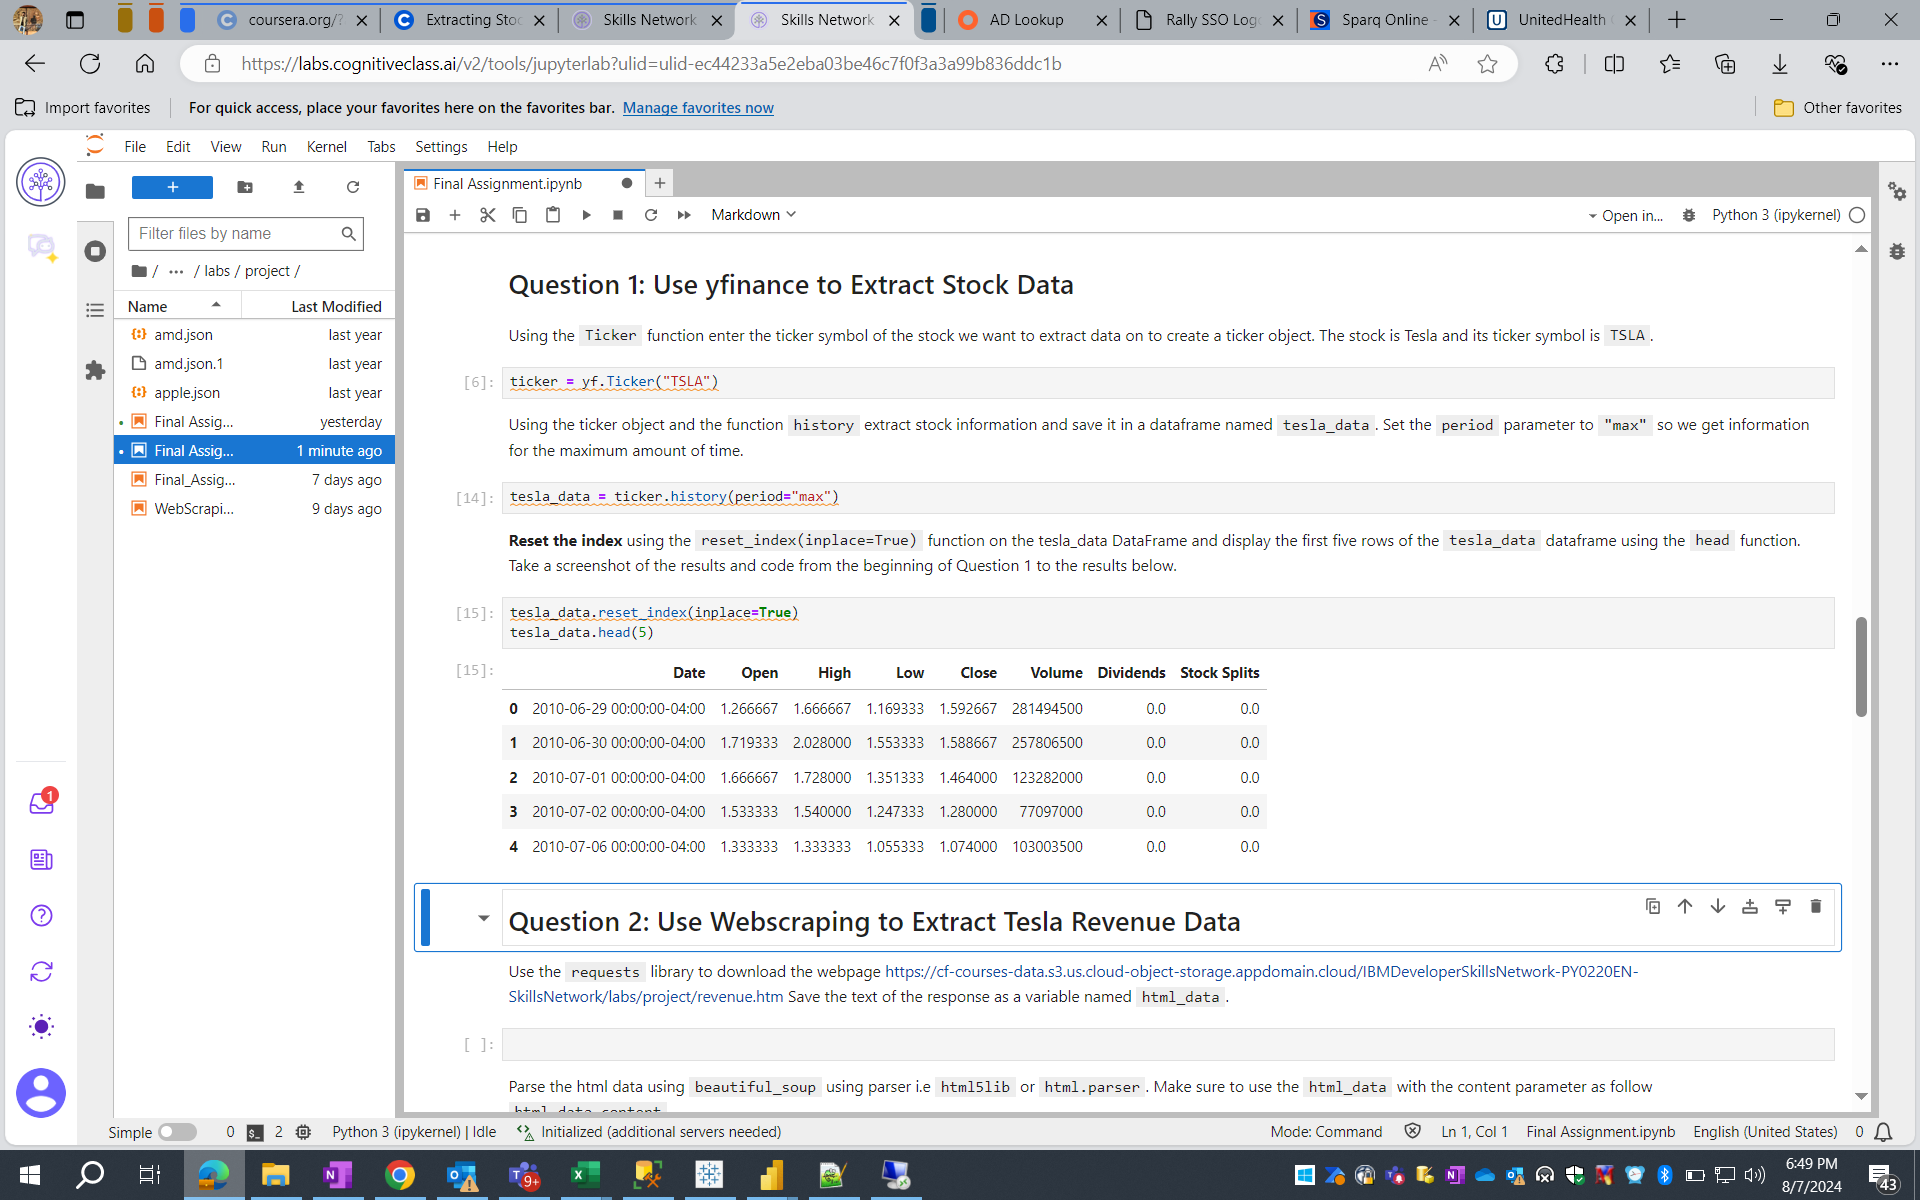 coursera.org/?
Extracting Stoc
Skills Network
Skills Network
AD Lookup
Rally SSO Log
Sparq Online
UnitedHealth
https://labs.cognitiveclass.ai/v2/tools/jupyterlab?ulid=ulid-ec44233a5e2eba03be46c7f0f3a3a99b836ddc1b
Import favorites
For quick access, place your favorites here on the favorites bar. Manage favorites now
Other favorites
File Edit View Run Kernel Tabs Settings Help
Final Assignment.ipynb
Markdown
Open in...
Python 3 (ipykernel)
Filter files by name
/ ... / labs / project /
Name Last Modified
amd.json last year
amd.json.1 last year
apple.json last year
Final Assig... yesterday
Final Assig... 1 minute ago
Final_Assig... 7 days ago
WebScrapi... 9 days ago
1
Question 1: Use yfinance to Extract Stock Data
Using the Ticker function enter the ticker symbol of the stock we want to extract data on to create a ticker object. The stock is Tesla and its ticker symbol is TSLA .
[6]: ticker = yf.Ticker("TSLA")
Using the ticker object and the function history extract stock information and save it in a dataframe named tesla_data . Set the period parameter to "max" so we get information
for the maximum amount of time.
[14]: tesla_data = ticker.history(period="max")
Reset the index using the reset_index(inplace=True) function on the tesla_data DataFrame and display the first five rows of the tesla_data dataframe using the head function.
Take a screenshot of the results and code from the beginning of Question 1 to the results below.
[15]: tesla_data.reset_index(inplace=True)
tesla_data.head(5)
[15]: Date Open High Low Close Volume Dividends Stock Splits
0 2010-06-29 00:00:00-04:00 1.266667 1.666667 1.169333 1.592667 281494500 0.0 0.0
1 2010-06-30 00:00:00-04:00 1.719333 2.028000 1.553333 1.588667 257806500 0.0 0.0
2 2010-07-01 00:00:00-04:00 1.666667 1.728000 1.351333 1.464000 123282000 0.0 0.0
3 2010-07-02 00:00:00-04:00 1.533333 1.540000 1.247333 1.280000 77097000 0.0 0.0
4 2010-07-06 00:00:00-04:00 1.333333 1.333333 1.055333 1.074000 103003500 0.0 0.0
Question 2: Use Webscraping to Extract Tesla Revenue Data
Use the requests library to download the webpage https://cf-courses-data.s3.us.cloud-object-storage.appdomain.cloud/IBMDeveloperSkillsNetwork-PY0220EN-
SkillsNetwork/labs/project/revenue.htm Save the text of the response as a variable named html_data .
[ ]:
Parse the html data using beautiful_soup using parser i.e html5lib or html.parser . Make sure to use the html_data with the content parameter as follow
html_data.content
Simple 0 2 Python 3 (ipykernel) | Idle Initialized (additional servers needed) Mode: Command Ln 1, Col 1 Final Assignment.ipynb English (United States) 0
9+
6:49 PM
8/7/2024
43